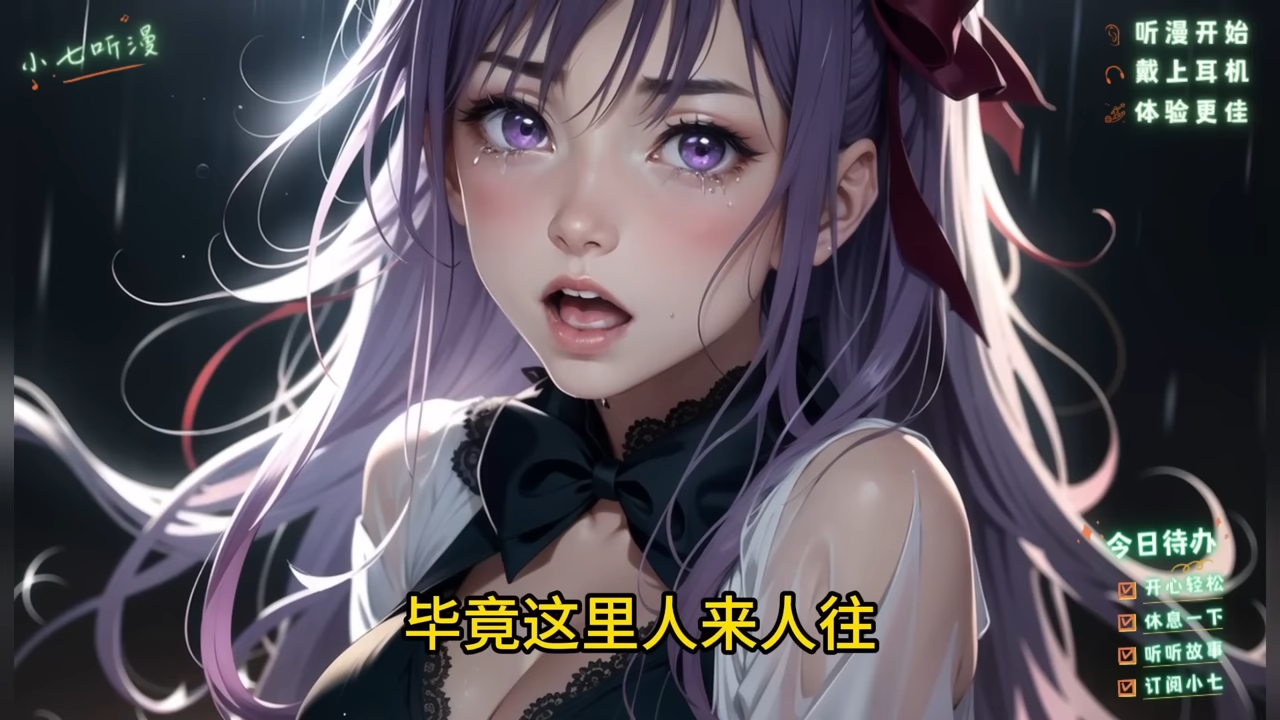 小七听漫
听漫开始
戴上耳机
体验更佳
今日待办
开心轻松
休息一下
听听故事
订阅小七
毕竟这里人来人往